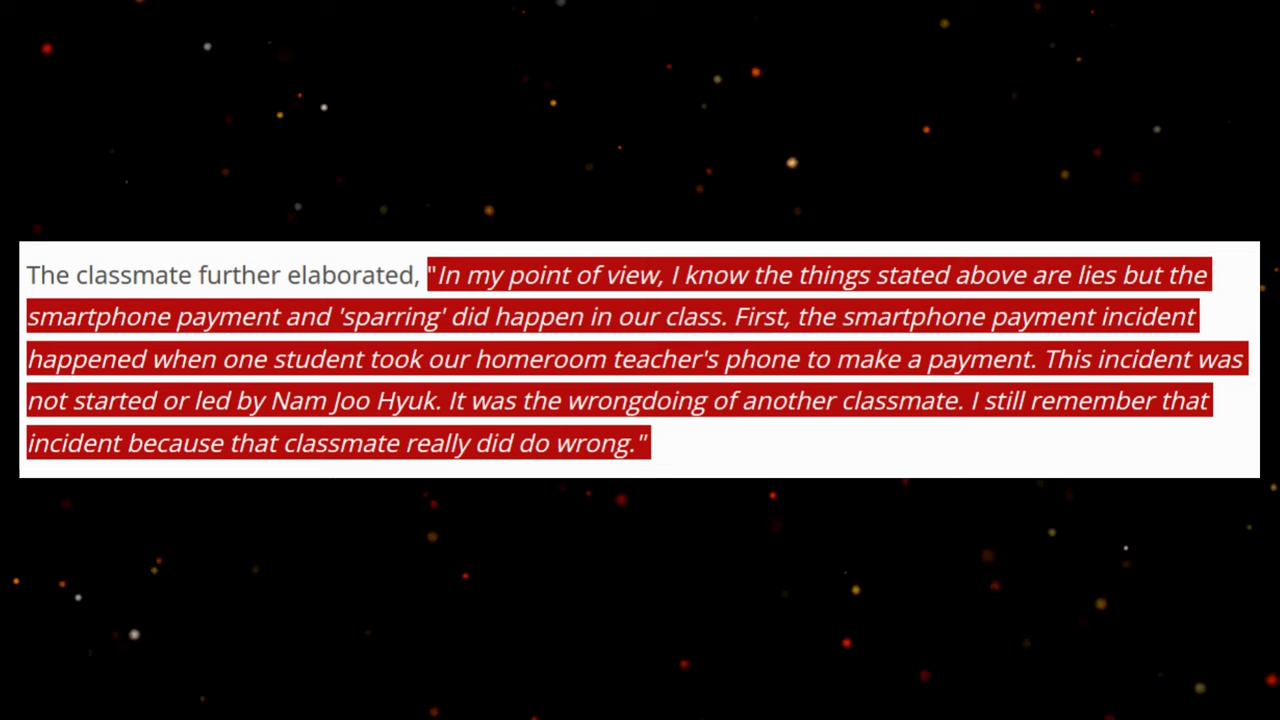 The classmate further elaborated, "In my point of view, I know the things stated above are lies but the
smartphone payment and 'sparring' did happen in our class. First, the smartphone payment incident
happened when one student took our homeroom teacher's phone to make a payment. This incident was
not started or led by Nam Joo Hyuk. It was the wrongdoing of another classmate. I still remember that
incident because that classmate really did do wrong."